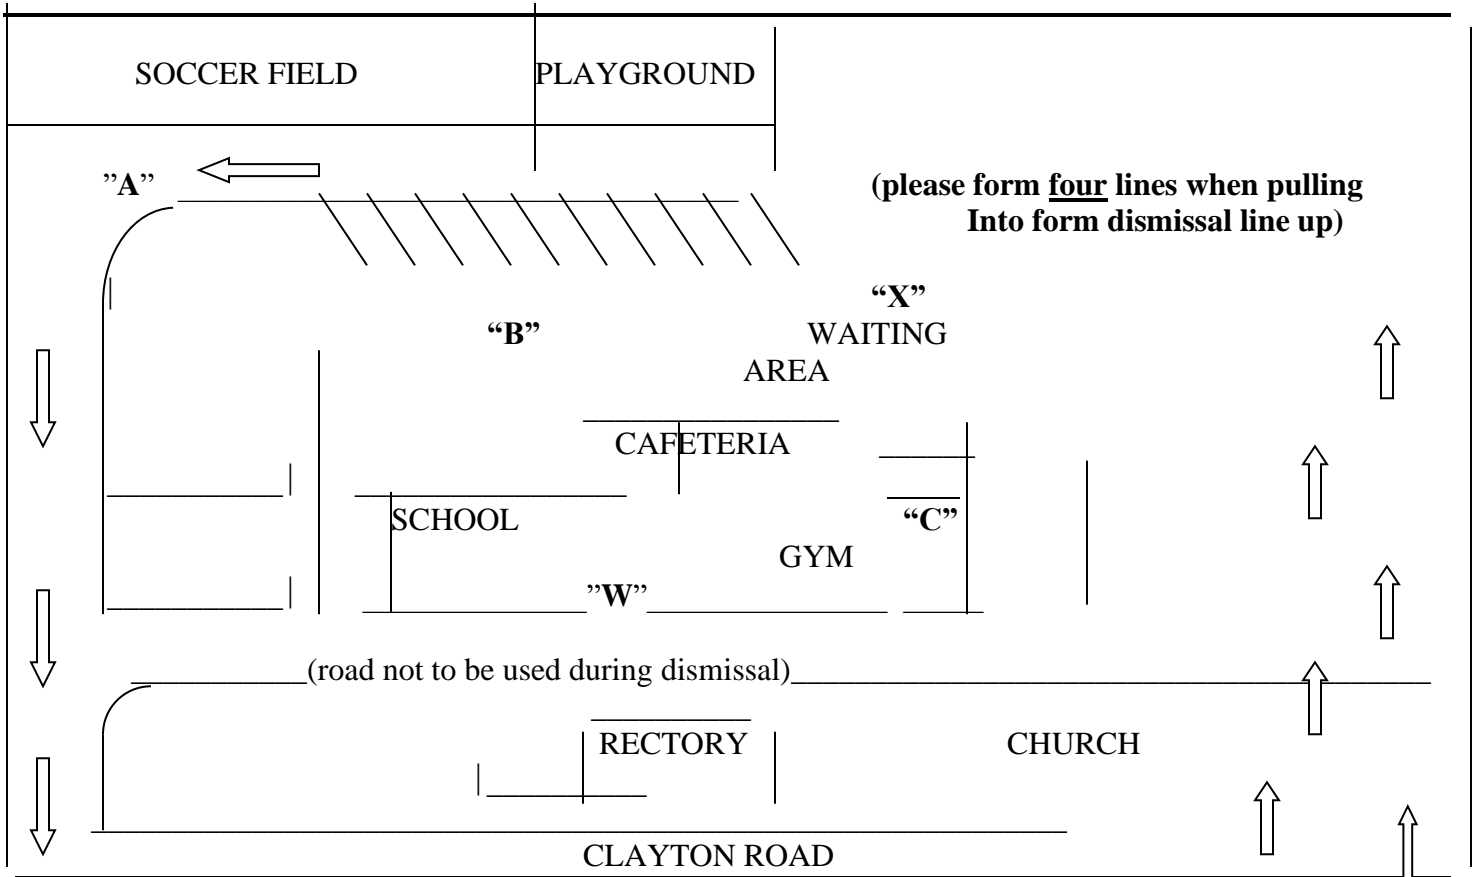 SOCCER FIELD PLAYGROUND
”A”
(please form four lines when pulling
Into form dismissal line up)
“X”
“B” WAITING
AREA
CAFETERIA
SCHOOL “C”
GYM
”W”
(road not to be used during dismissal)
RECTORY CHURCH
CLAYTON ROAD